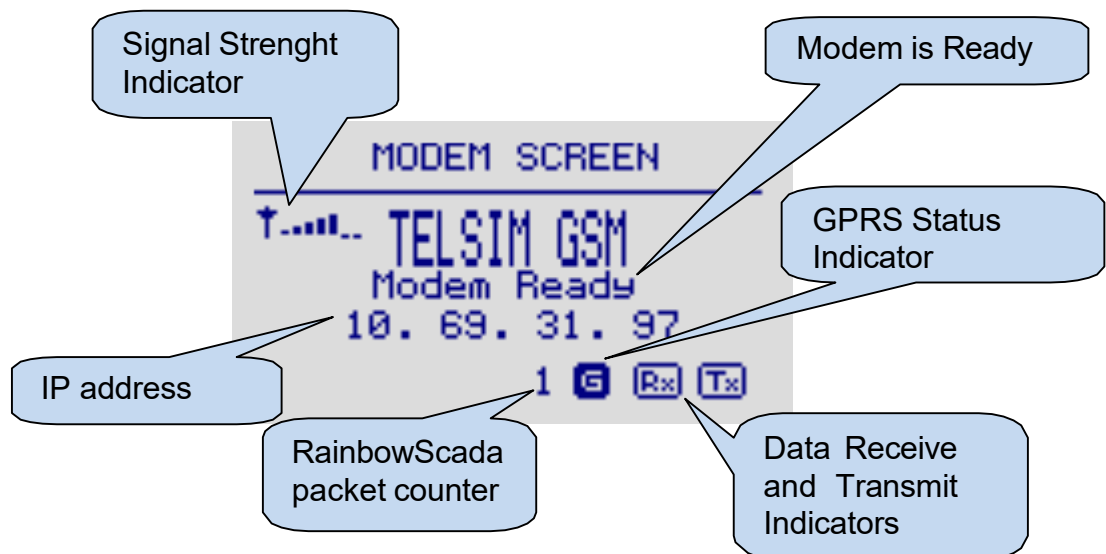 Signal Strenght
Indicator
Modem is Ready
MODEM SCREEN
TELSIM GSM
GPRS Status
Indicator
Modem Ready
10. 69. 31. 97
IP address
1 G Rx Tx
RainbowScada
packet counter
Data Receive
and Transmit
Indicators